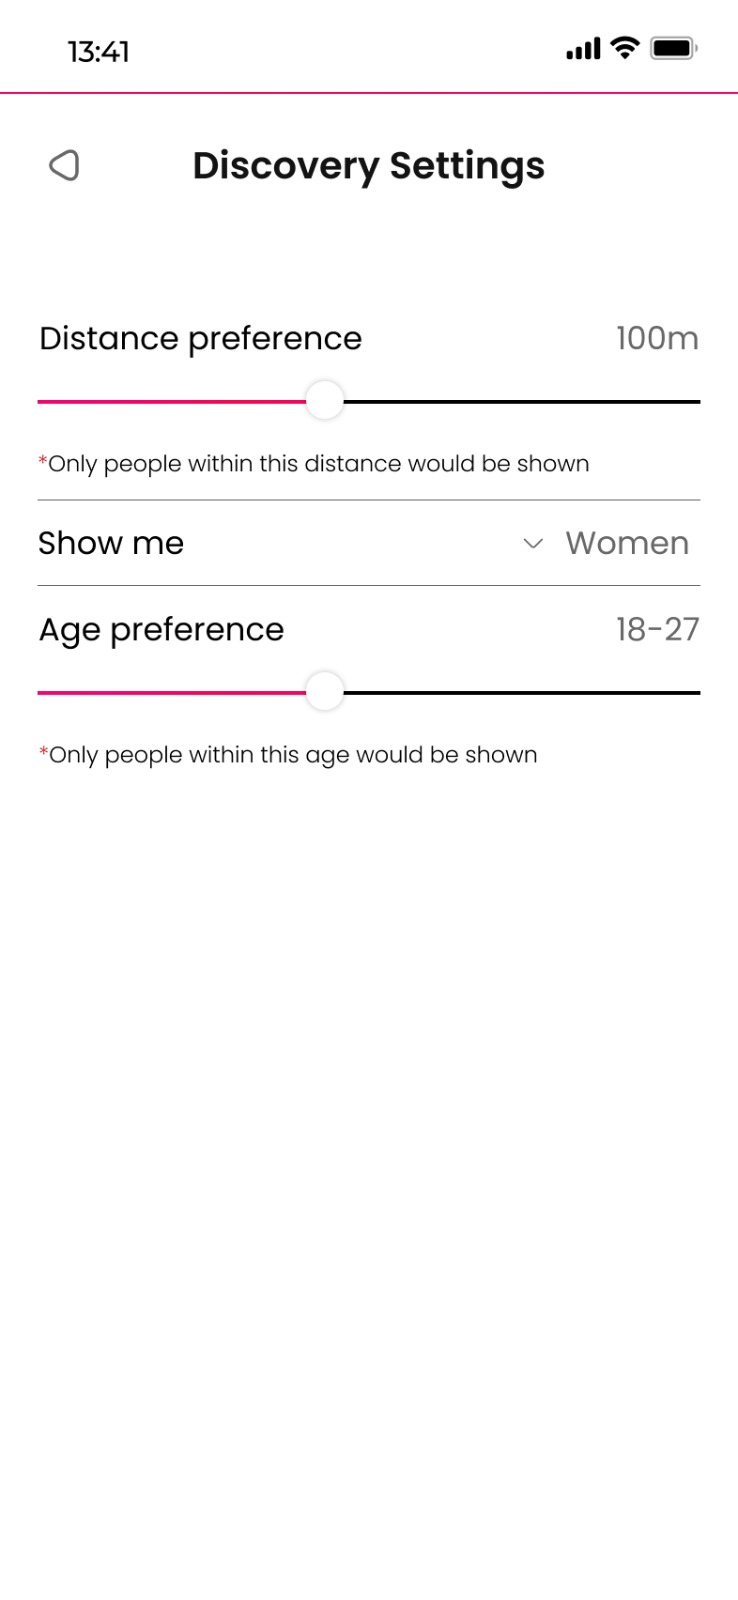 13:41
Discovery Settings
Distance preference 100m
*Only people within this distance would be shown
Show me Women
Age preference 18-27
*Only people within this age would be shown